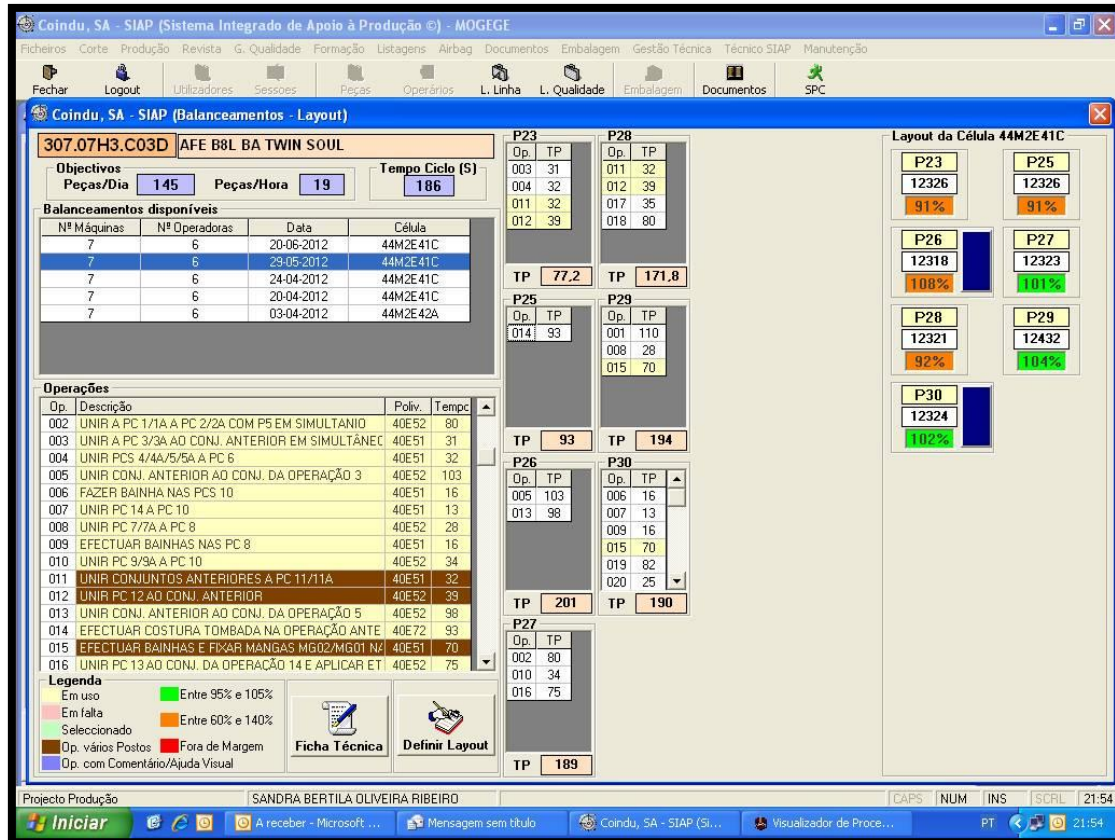 Coindu, SA - SIAP (Sistema Integrado de Apoio à Produção ©) - MOGEGE
Ficheiros Corte Produção Revista G. Qualidade Formação Listagens Airbag Documentos Embalagem Gestão Técnica Técnico SIAP Manutenção
Fechar Logout Utilizadores Sessoes Peças Operários L. Linha L. Qualidade Embalagem Documentos SPC
Coindu, SA - SIAP (Balanceamentos - Layout)
307.07H3.C03D AFE B8L BA TWIN SOUL
Objectivos
Peças/Dia 145 Peças/Hora 19
Tempo Ciclo (S)
186
Balanceamentos disponíveis
Nº Máquinas Nº Operadoras Data Célula
7 6 20-06-2012 44M2E41C
7 6 29-05-2012 44M2E41C
7 6 24-04-2012 44M2E41C
7 6 20-04-2012 44M2E41C
7 6 03-04-2012 44M2E42A
Operações
Op. Descrição Poliv. Tempc
002 UNIR A PC 1/1A A PC 2/2A COM P5 EM SIMULTANIO 40E52 80
003 UNIR A PC 3/3A AO CONJ. ANTERIOR EM SIMULTÂNEC 40E51 31
004 UNIR PCS 4/4A/5/5A A PC 6 40E51 32
005 UNIR CONJ. ANTERIOR AO CONJ. DA OPERAÇÃO 3 40E52 103
006 FAZER BAINHA NAS PCS 10 40E51 16
007 UNIR PC 14 A PC 10 40E51 13
008 UNIR PC 7/7A A PC 8 40E52 28
009 EFECTUAR BAINHAS NAS PC 8 40E51 16
010 UNIR PC 9/9A A PC 10 40E52 34
011 UNIR CONJUNTOS ANTERIORES A PC 11/11A 40E51 32
012 UNIR PC 12 AO CONJ. ANTERIOR 40E52 39
013 UNIR CONJ. ANTERIOR AO CONJ. DA OPERAÇÃO 5 40E52 98
014 EFECTUAR COSTURA TOMBADA NA OPERAÇÃO ANTE 40E72 93
015 EFECTUAR BAINHAS E FIXAR MANGAS MG02/MG01 NA 40E51 70
016 UNIR PC 13 AO CONJ. DA OPERAÇÃO 14 E APLICAR ET 40E52 75
Legenda
Em uso
Em falta
Seleccionado
Op. vários Postos
Op. com Comentário/Ajuda Visual
Entre 95% e 105%
Entre 60% e 140%
Fora de Margem
Ficha Técnica
Definir Layout
P23
Op. TP
003 31
004 32
011 32
012 39
TP 77,2
P28
Op. TP
011 32
012 39
017 35
018 80
TP 171,8
P25
Op. TP
014 93
TP 93
P29
Op. TP
001 110
008 28
015 70
TP 194
P26
Op. TP
005 103
013 98
TP 201
P30
Op. TP
006 16
007 13
009 16
015 70
019 82
020 25
TP 190
P27
Op. TP
002 80
010 34
016 75
TP 189
Layout da Célula 44M2E41C
P23 P25
12326 12326
91% 91%
P26 P27
12318 12323
108% 101%
P28 P29
12321 12432
92% 104%
P30
12324
102%
Projecto Produção SANDRA BERTILA OLIVEIRA RIBEIRO CAPS NUM INS SCRL 21:54
Iniciar A receber - Microsoft ... Mensagem sem título Coindu, SA - SIAP (Si... Visualizador de Proce... PT 21:54